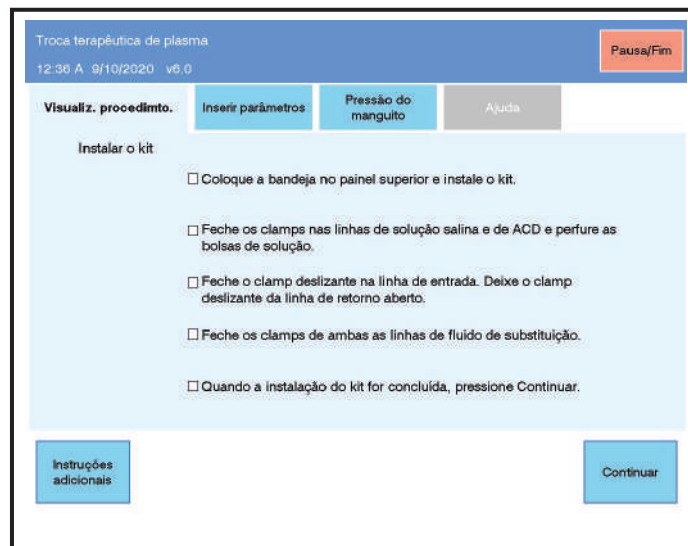 Troca terapêutica de plasma
Pausa/Fim
12:36 A 9/10/2020 v6.0
Visualiz. procedimto.
Inserir parâmetros
Pressão do
manguito
Ajuda
Instalar o kit
Coloque a bandeja no painel superior e instale o kit.
Feche os clamps nas linhas de solução salina e de ACD e perfure as
bolsas de solução.
Feche o clamp deslizante na linha de entrada. Deixe o clamp
deslizante da linha de retorno aberto.
Feche os clamps de ambas as linhas de fluido de substituição.
Quando a instalação do kit for concluída, pressione Continuar.
Instruções
adicionais
Continuar